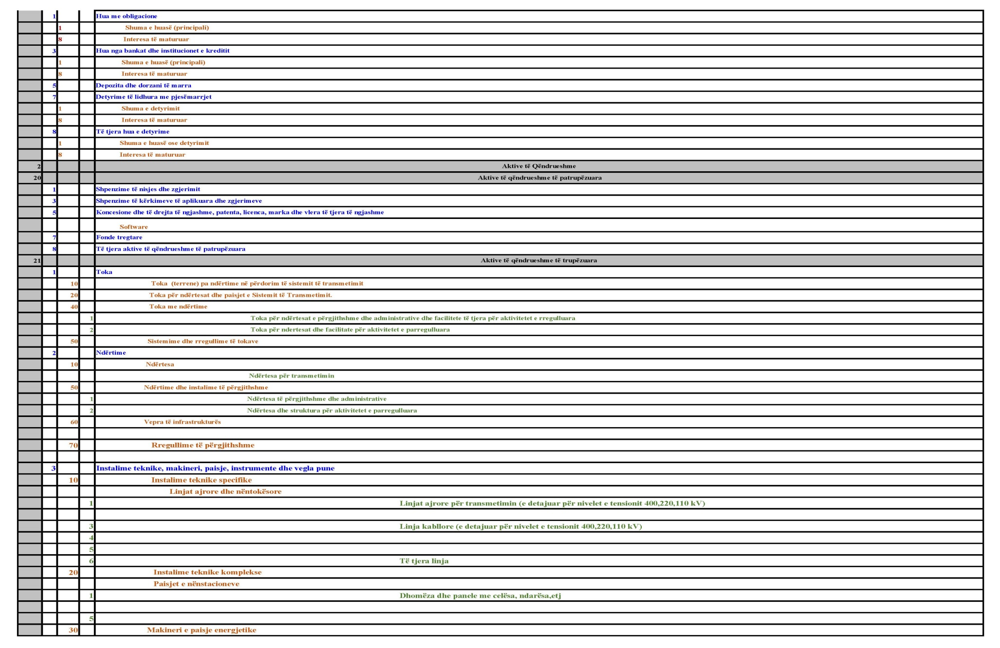 1 Hua me obligacione
1 Shuma e huasë (principali)
8 Interesa të maturuar
3 Hua nga bankat dhe institucionet e kreditit
1 Shuma e huasë (principali)
8 Interesa të maturuar
5 Depozita dhe dorzani të marra
7 Detyrime të lidhura me pjesëmarrjet
1 Shuma e detyrimit
8 Interesa të maturuar
8 Të tjera hua e detyrime
1 Shuma e huasë ose detyrimit
8 Interesa të maturuar
2 Aktive të Qëndrueshme
20 Aktive të qëndrueshme të patrupëzuara
1 Shpenzime të nisjes dhe zgjerimit
3 Shpenzime të kërkimeve të aplikuara dhe zgjerimeve
5 Koncesione dhe të drejta të ngjashme, patenta, licenca, marka dhe vlera të tjera të ngjashme
Software
7 Fonde tregtare
8 Të tjera aktive të qëndrueshme të patrupëzuara
21 Aktive të qëndrueshme të trupëzuara
1 Toka
10 Toka (terrene) pa ndërtime në përdorim të sistemit të transmetimit
20 Toka për ndërtesat dhe paisjet e Sistemit të Transmetimit.
40 Toka me ndërtime
1 Toka për ndërtesat e përgjithshme dhe administrative dhe facilitete të tjera për aktivitetet e rregulluara
2 Toka për ndertesat dhe facilitate për aktivitetet e parregulluara
50 Sistemime dhe rregullime të tokave
2 Ndërtime
10 Ndërtesa
Ndërtesa për transmetimin
50 Ndërtime dhe instalime të përgjithshme
1 Ndërtesa të përgjithshme dhe administrative
2 Ndërtesa dhe struktura për aktivitetet e parregulluara
60 Vepra të infrastrukturës
70 Rregullime të përgjithshme
3 Instalime teknike, makineri, paisje, instrumente dhe vegla pune
10 Instalime teknike specifike
Linjat ajrore dhe nëntokësore
1 Linjat ajrore për transmetimin (e detajuar për nivelet e tensionit 400,220,110 kV)
3 Linja kabllore (e detajuar për nivelet e tensionit 400,220,110 kV)
4
5
6 Të tjera linja
20 Instalime teknike komplekse
Paisjet e nënstacioneve
1 Dhomëza dhe panele me celësa, ndarësa,etj
5
30 Makineri e paisje energjetike